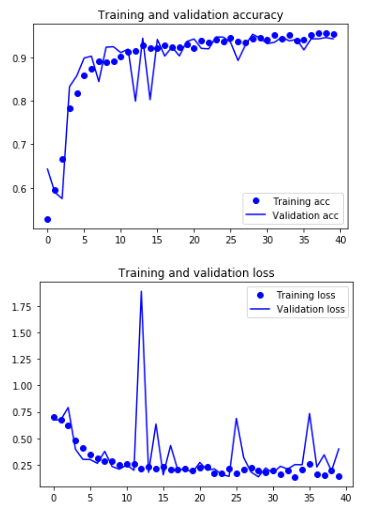 Training and validation accuracy
0.9
0.8
0.7
0.6
Training acc
Validation acc
0 5 10 15 20 25 30 35 40
Training and validation loss
1.75
1.50
1.25
1.00
0.75
0.50
0.25
Training loss
Validation loss
0 5 10 15 20 25 30 35 40